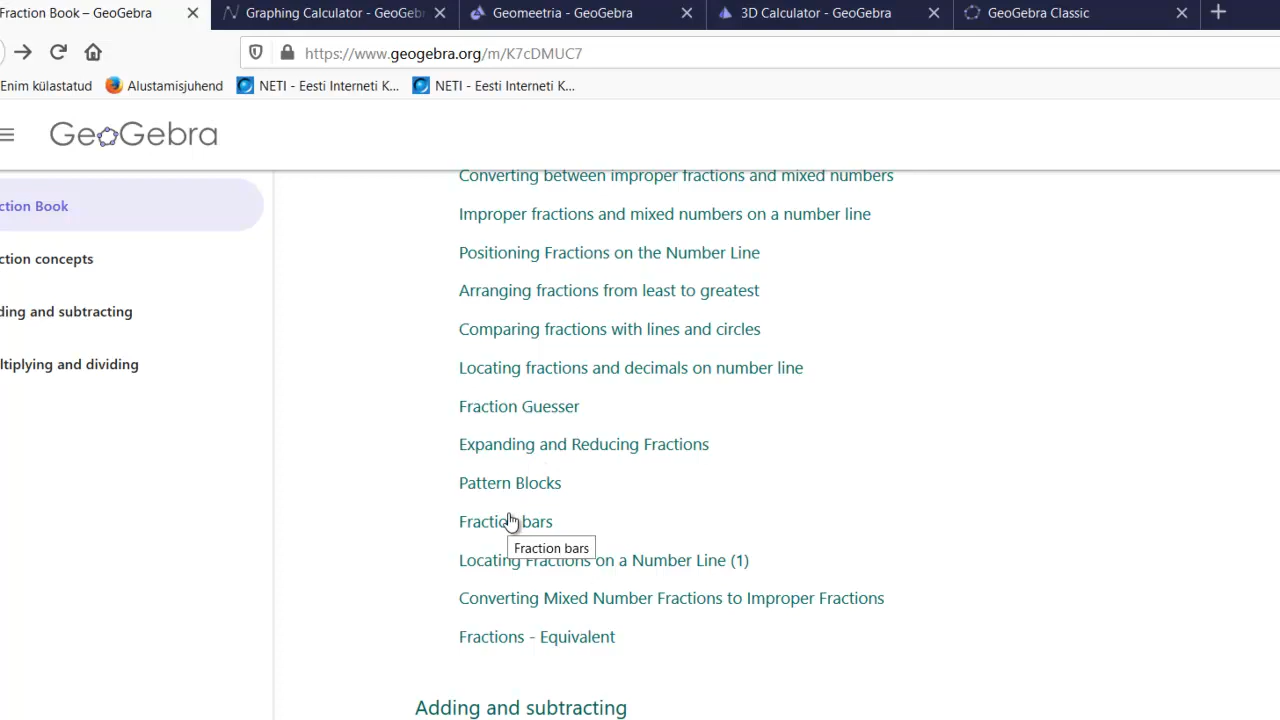 Fraction Book – GeoGebra
Graphing Calculator - GeoGeb
Geomeetria - GeoGebra
3D Calculator - GeoGebra
GeoGebra Classic
https://www.geogebra.org/m/K7cDMUC7
Enim külastatud
Alustamisjuhend
NETI - Eesti Interneti K...
NETI - Eesti Interneti K...
GeoGebra
ction Book
ction concepts
ding and subtracting
ltiplying and dividing
Converting between improper fractions and mixed numbers
Improper fractions and mixed numbers on a number line
Positioning Fractions on the Number Line
Arranging fractions from least to greatest
Comparing fractions with lines and circles
Locating fractions and decimals on number line
Fraction Guesser
Expanding and Reducing Fractions
Pattern Blocks
Fraction bars
Fraction bars
Locating Fractions on a Number Line (1)
Converting Mixed Number Fractions to Improper Fractions
Fractions - Equivalent
Adding and subtracting